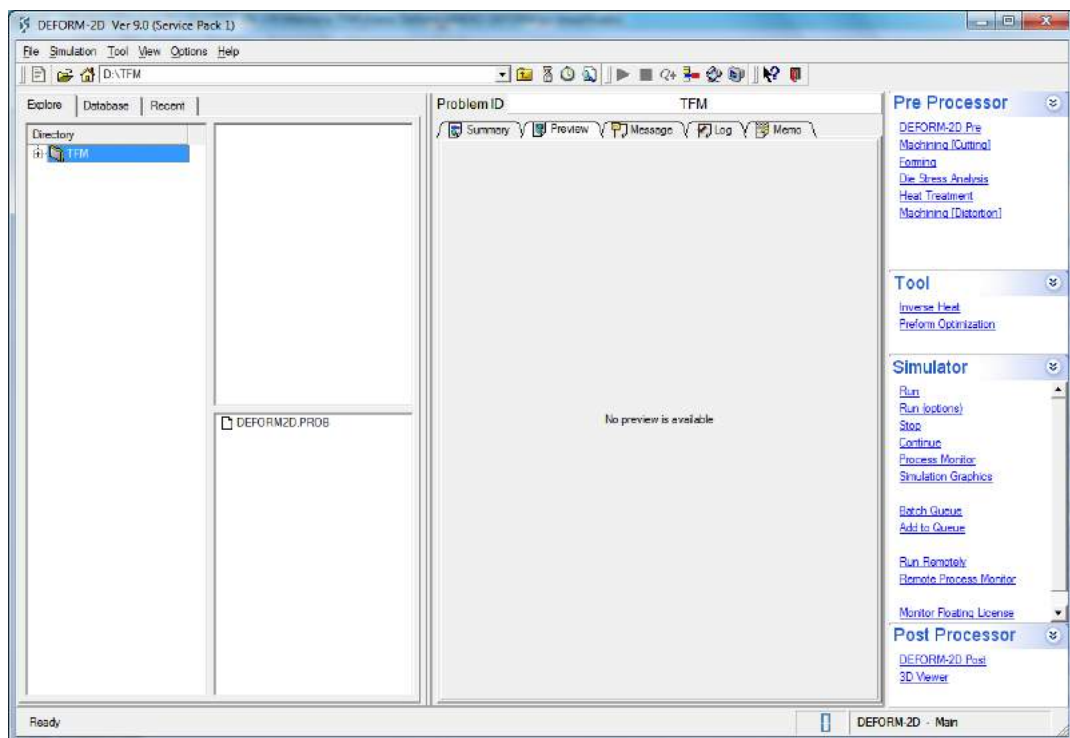 DEFORM-2D Ver 9.0 (Service Pack 1)
File Simulation Tool View Options Help
D:\TFM
Explore Database Recent
Directory
TFM
DEFORM2D.PROB
Problem ID TFM
Summary Preview Message Log Memo
No preview is available
Pre Processor
DEFORM-2D Pre
Machining [Cutting]
Forming
Die Stress Analysis
Heat Treatment
Machining [Distortion]
Tool
Inverse Heat
Preform Optimization
Simulator
Run
Run (options)
Stop
Continue
Process Monitor
Simulation Graphics
Batch Queue
Add to Queue
Run Remotely
Remote Process Monitor
Monitor Floating License
Post Processor
DEFORM-2D Post
3D Viewer
Ready
DEFORM-2D - Main